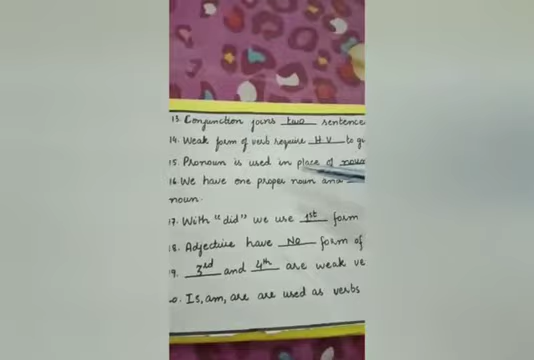 13. Conjunction joins two sentence
14. Weak form of verb require H V to
15. Pronoun is used in place of noun
16. We have one proper noun and
noun.
17. With "did" we use 1st form
18. Adjective have No form of
19. 3rd and 4th are weak ve
20. Is, am, are are used as verbs